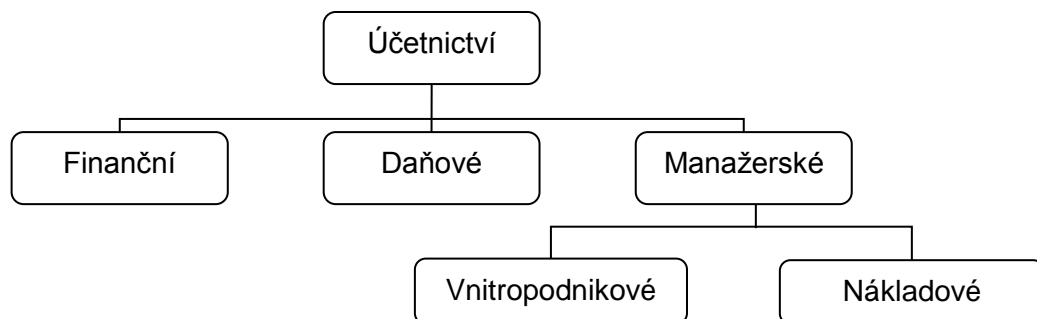 Účetnictví
Finanční
Daňové
Manažerské
Vnitropodnikové
Nákladové